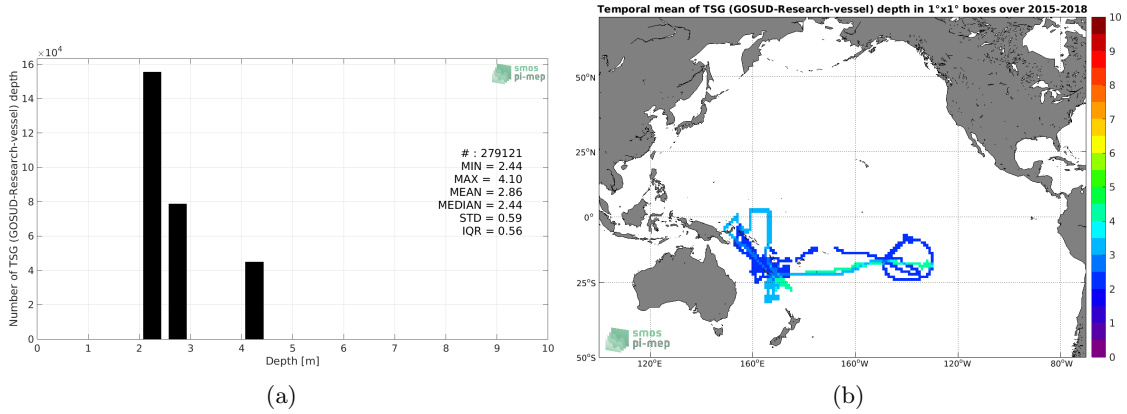 ×10⁴
16
14
12
10
8
6
4
2
0
Number of TSG (GOSUD-Research-vessel) depth
smos
pi-mep
# : 279121
MIN = 2.44
MAX = 4.10
MEAN = 2.86
MEDIAN = 2.44
STD = 0.59
IQR = 0.56
0 1 2 3 4 5 6 7 8 9 10
Depth [m]
(a)
Temporal mean of TSG (GOSUD-Research-vessel) depth in 1°x1° boxes over 2015-2018
50°N
25°N
0°
25°S
50°S
smos
pi-mep
120°E 160°E 160°W 120°W 80°W
10
9
8
7
6
5
4
3
2
1
0
(b)